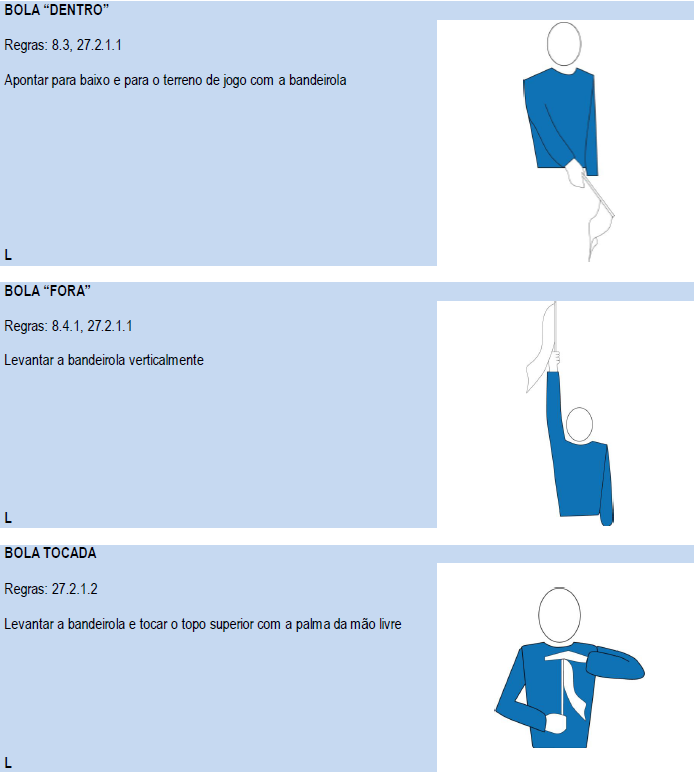 BOLA “DENTRO”
Regras: 8.3, 27.2.1.1
Apontar para baixo e para o terreno de jogo com a bandeirola
L
BOLA “FORA”
Regras: 8.4.1, 27.2.1.1
Levantar a bandeirola verticalmente
L
BOLA TOCADA
Regras: 27.2.1.2
Levantar a bandeirola e tocar o topo superior com a palma da mão livre
L